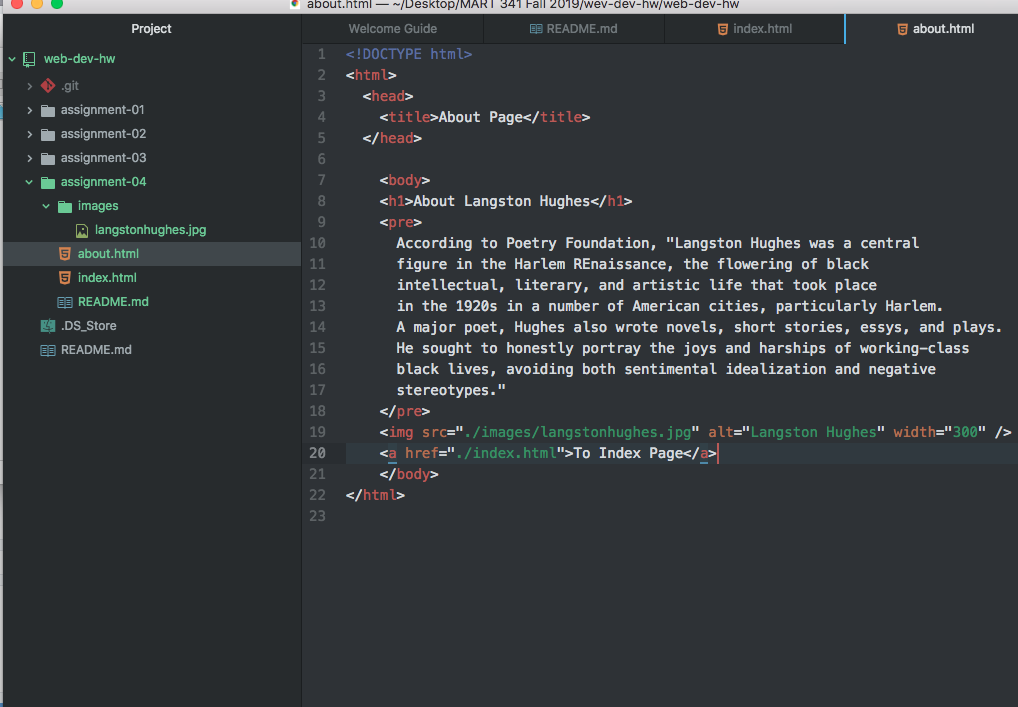 about.html — ~/Desktop/MART 341 Fall 2019/wev-dev-hw/web-dev-hw
Project
Welcome Guide
README.md
index.html
about.html
web-dev-hw
.git
assignment-01
assignment-02
assignment-03
assignment-04
images
langstonhughes.jpg
about.html
index.html
README.md
.DS_Store
README.md
1 <!DOCTYPE html>
2 <html>
3 <head>
4 <title>About Page</title>
5 </head>
6
7 <body>
8 <h1>About Langston Hughes</h1>
9 <pre>
10 According to Poetry Foundation, "Langston Hughes was a central
11 figure in the Harlem REnaissance, the flowering of black
12 intellectual, literary, and artistic life that took place
13 in the 1920s in a number of American cities, particularly Harlem.
14 A major poet, Hughes also wrote novels, short stories, essys, and plays.
15 He sought to honestly portray the joys and harships of working-class
16 black lives, avoiding both sentimental idealization and negative
17 stereotypes."
18 </pre>
19 <img src="./images/langstonhughes.jpg" alt="Langston Hughes" width="300" />
20 <a href="./index.html">To Index Page</a>
21 </body>
22 </html>
23